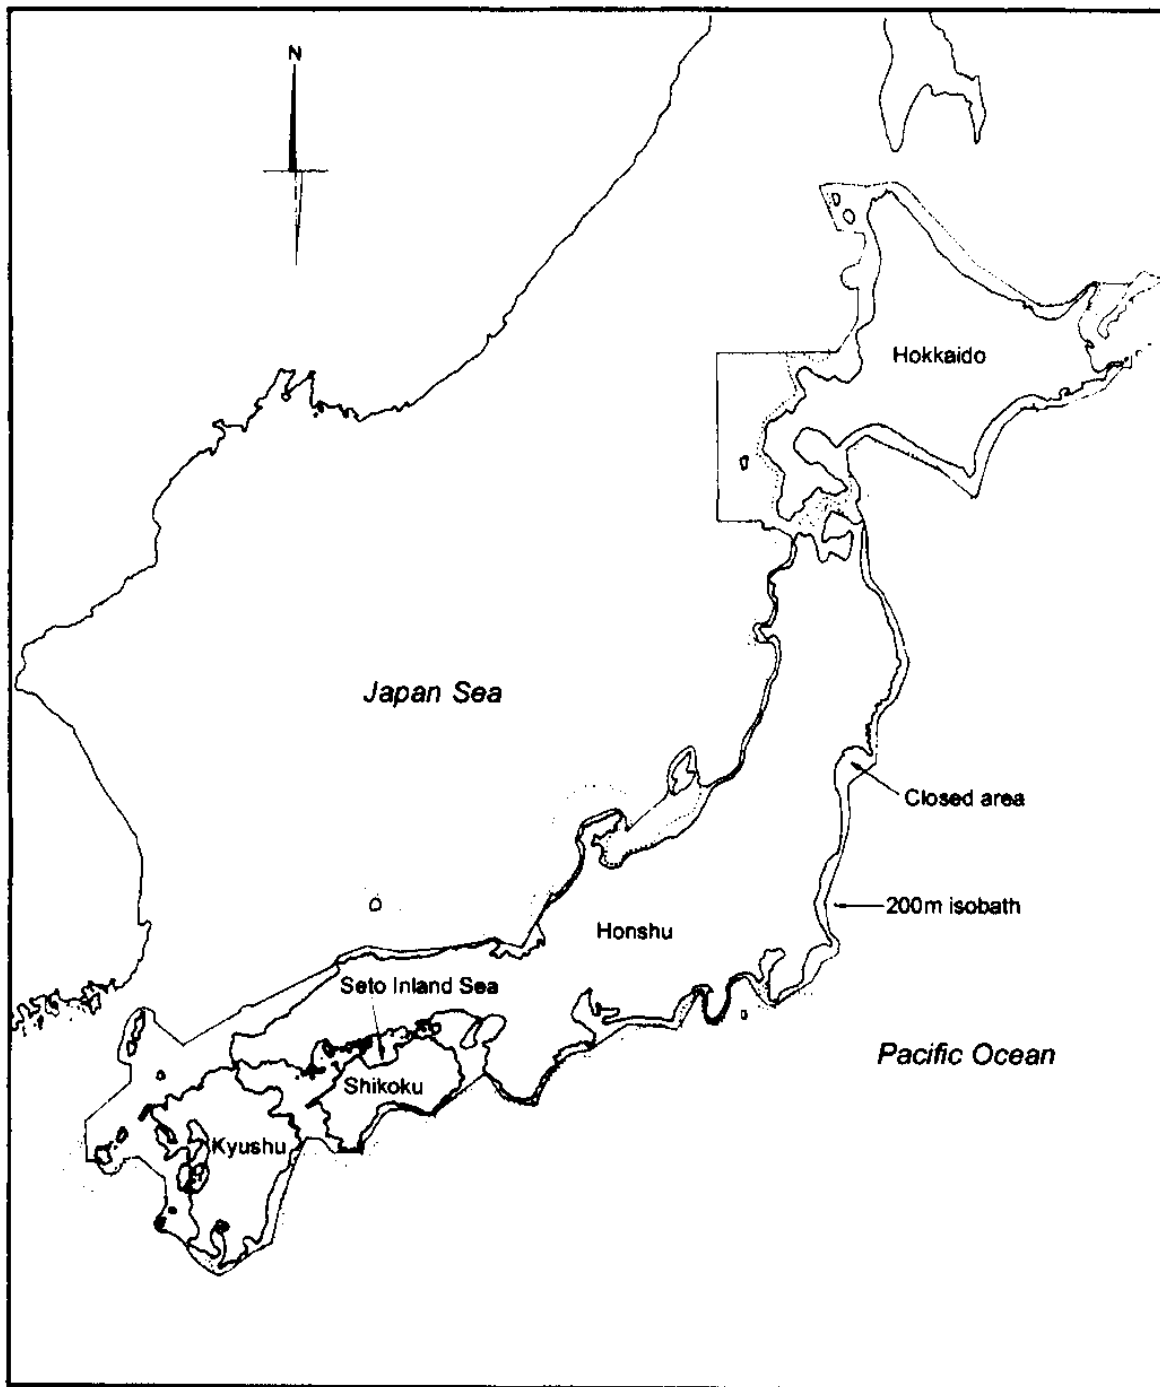 N
Hokkaido
Japan Sea
Closed area
200m isobath
Honshu
Seto Inland Sea
Pacific Ocean
Shikoku
Kyushu